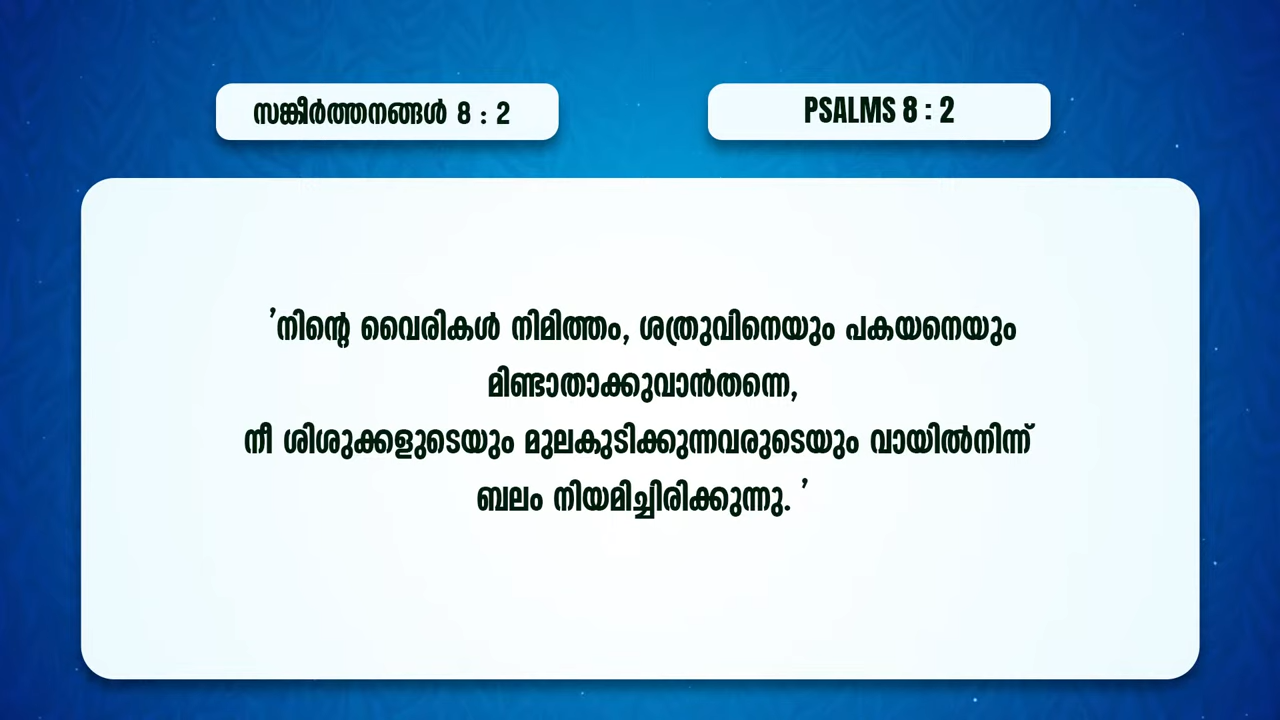 സങ്കീർത്തനങ്ങൾ 8 : 2
PSALMS 8 : 2
’നിന്റെ വൈരികൾ നിമിത്തം, ശത്രുവിനെയും പകയനെയും
മിണ്ടാതാക്കുവാൻതന്നെ,
നീ ശിശുക്കളുടെയും മുലകുടിക്കുന്നവരുടെയും വായിൽനിന്ന്
ബലം നിയമിച്ചിരിക്കുന്നു. ’